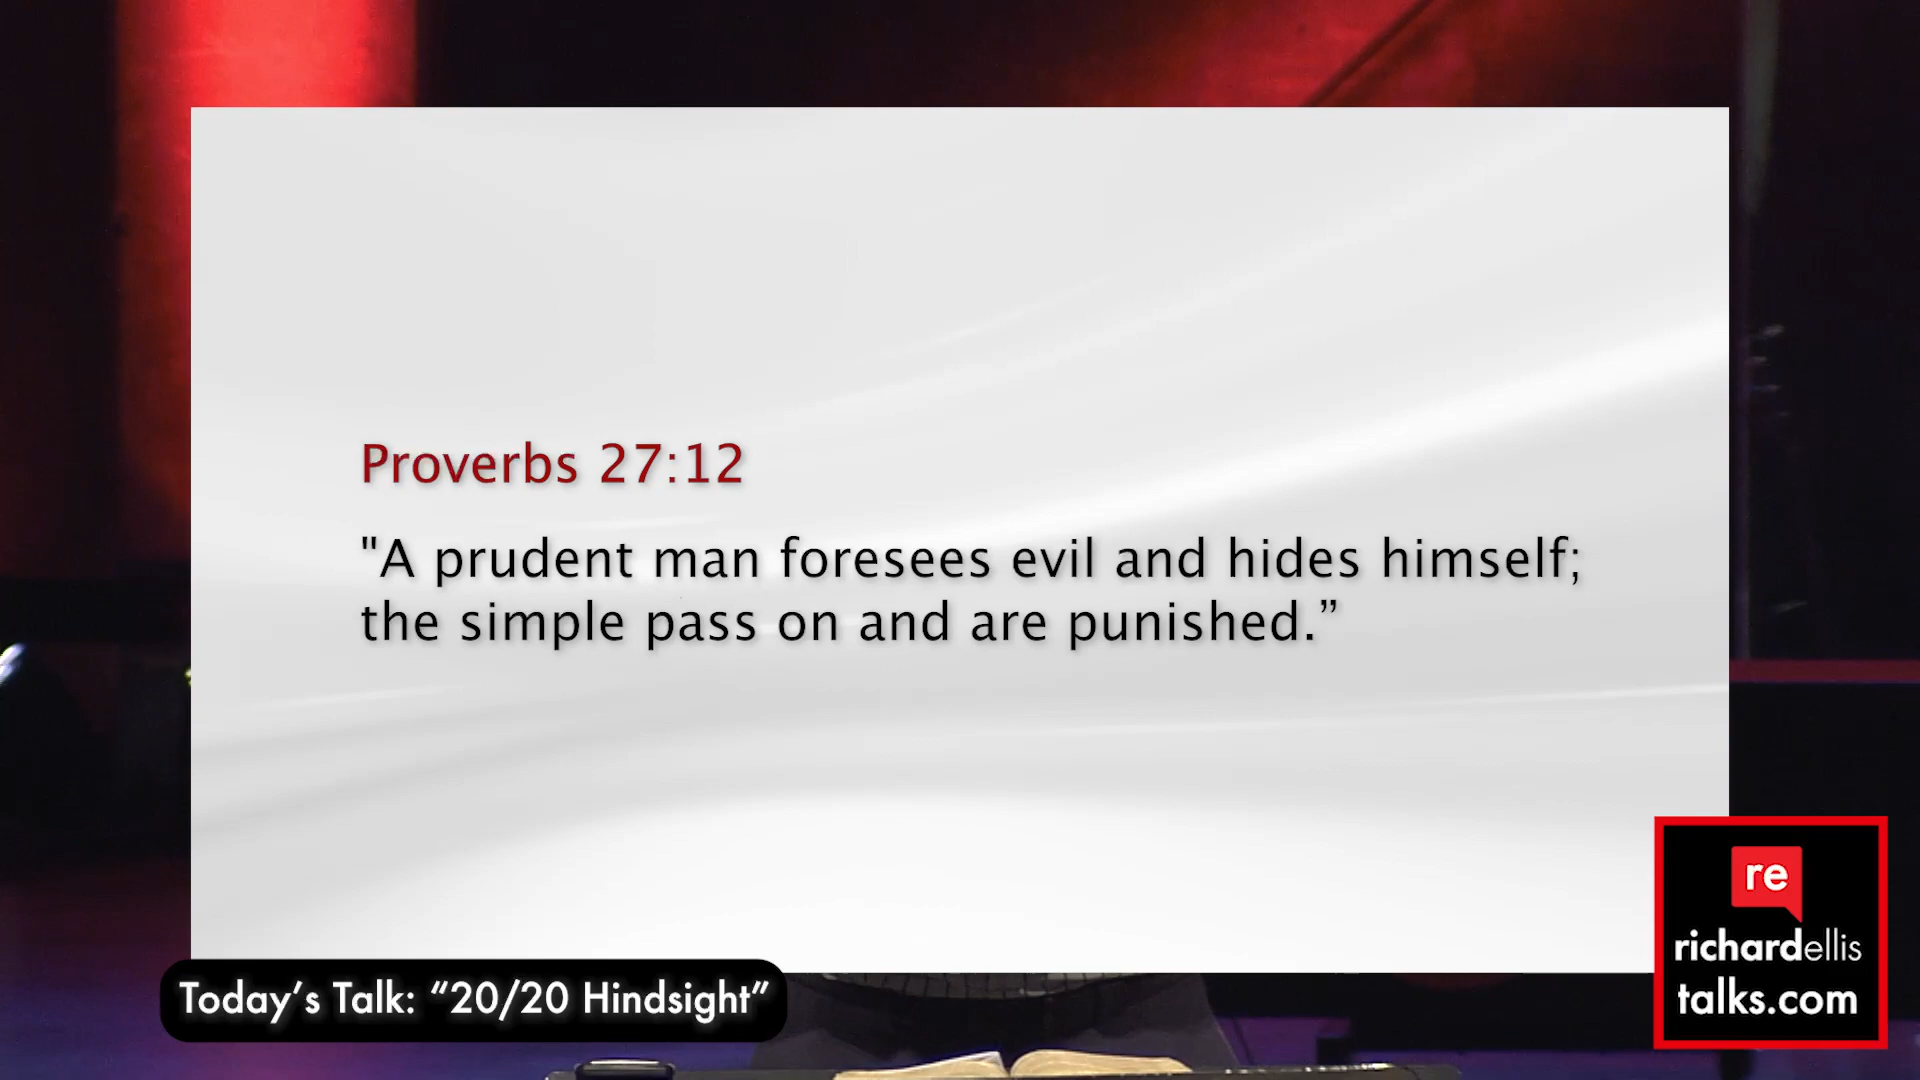 Proverbs 27:12
"A prudent man foresees evil and hides himself;
the simple pass on and are punished.”
Today’s Talk: “20/20 Hindsight”
re
richardellis
talks.com